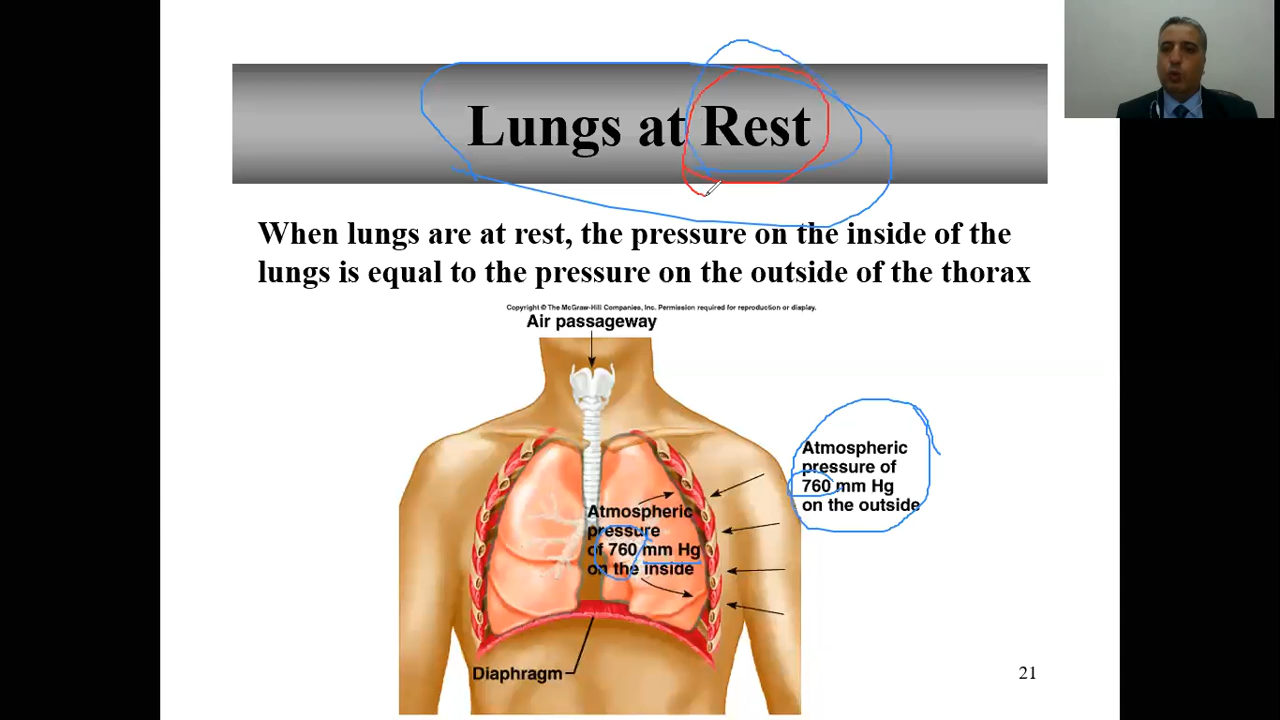 Lungs at Rest
When lungs are at rest, the pressure on the inside of the
lungs is equal to the pressure on the outside of the thorax
Copyright © The McGraw-Hill Companies, Inc. Permission required for reproduction or display.
Air passageway
Atmospheric
pressure of
760 mm Hg
on the outside
Atmospheric
pressure
of 760 mm Hg
on the inside
Diaphragm
21